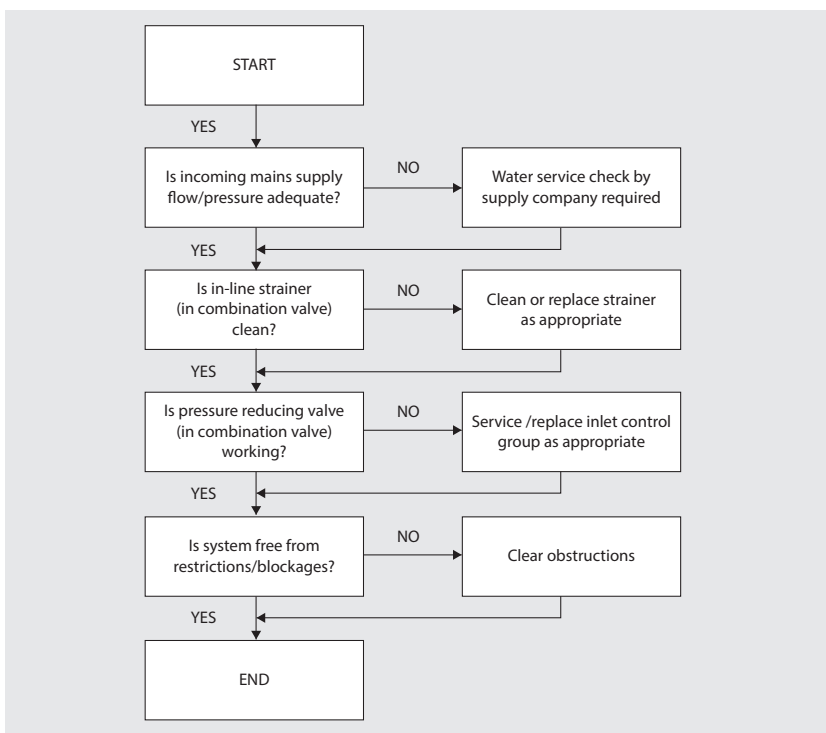 START
YES
Is incoming mains supply
flow/pressure adequate?
NO
Water service check by
supply company required
YES
Is in-line strainer
(in combination valve)
clean?
NO
Clean or replace strainer
as appropriate
YES
Is pressure reducing valve
(in combination valve)
working?
NO
Service /replace inlet control
group as appropriate
YES
Is system free from
restrictions/blockages?
NO
Clear obstructions
YES
END